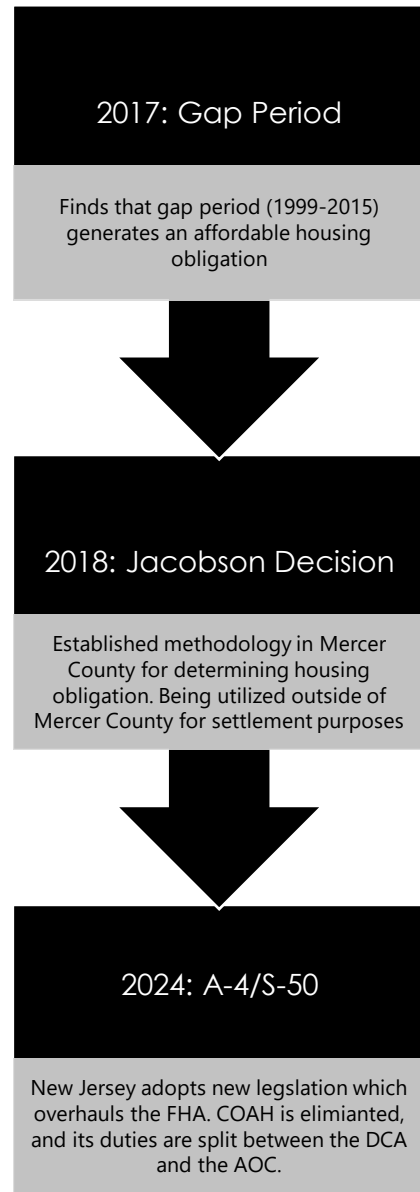 2017: Gap Period
Finds that gap period (1999-2015)
generates an affordable housing
obligation
2018: Jacobson Decision
Established methodology in Mercer
County for determining housing
obligation. Being utilized outside of
Mercer County for settlement purposes
2024: A-4/S-50
New Jersey adopts new legslation which
overhauls the FHA. COAH is elimianted,
and its duties are split between the DCA
and the AOC.